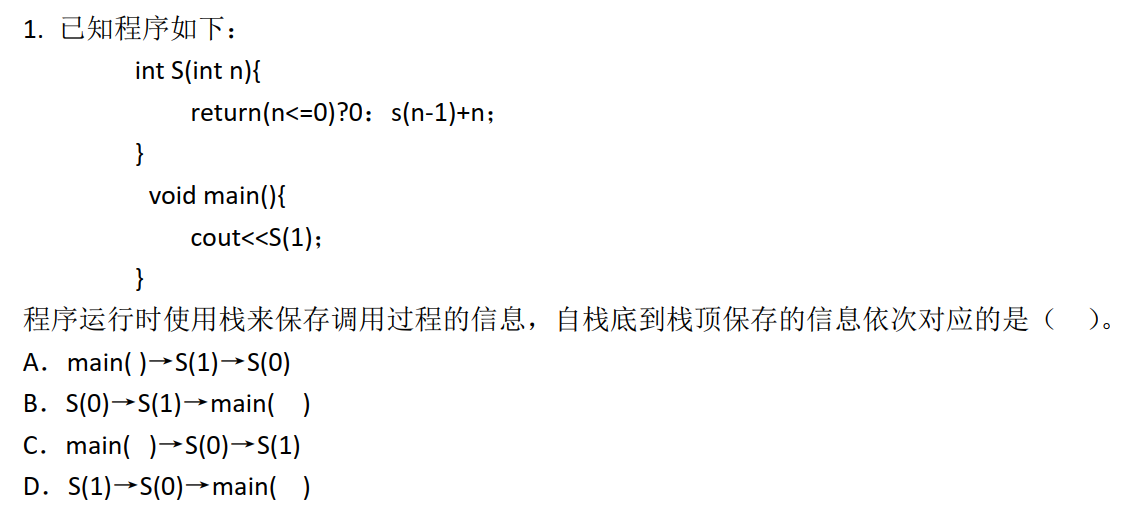 1. 已知程序如下：
int S(int n){
return(n<=0)?0：s(n-1)+n；
}
void main(){
cout<<S(1)；
}
程序运行时使用栈来保存调用过程的信息，自栈底到栈顶保存的信息依次对应的是（ ）。
A．main( )→S(1)→S(0)
B．S(0)→S(1)→main( )
C．main( )→S(0)→S(1)
D．S(1)→S(0)→main( )